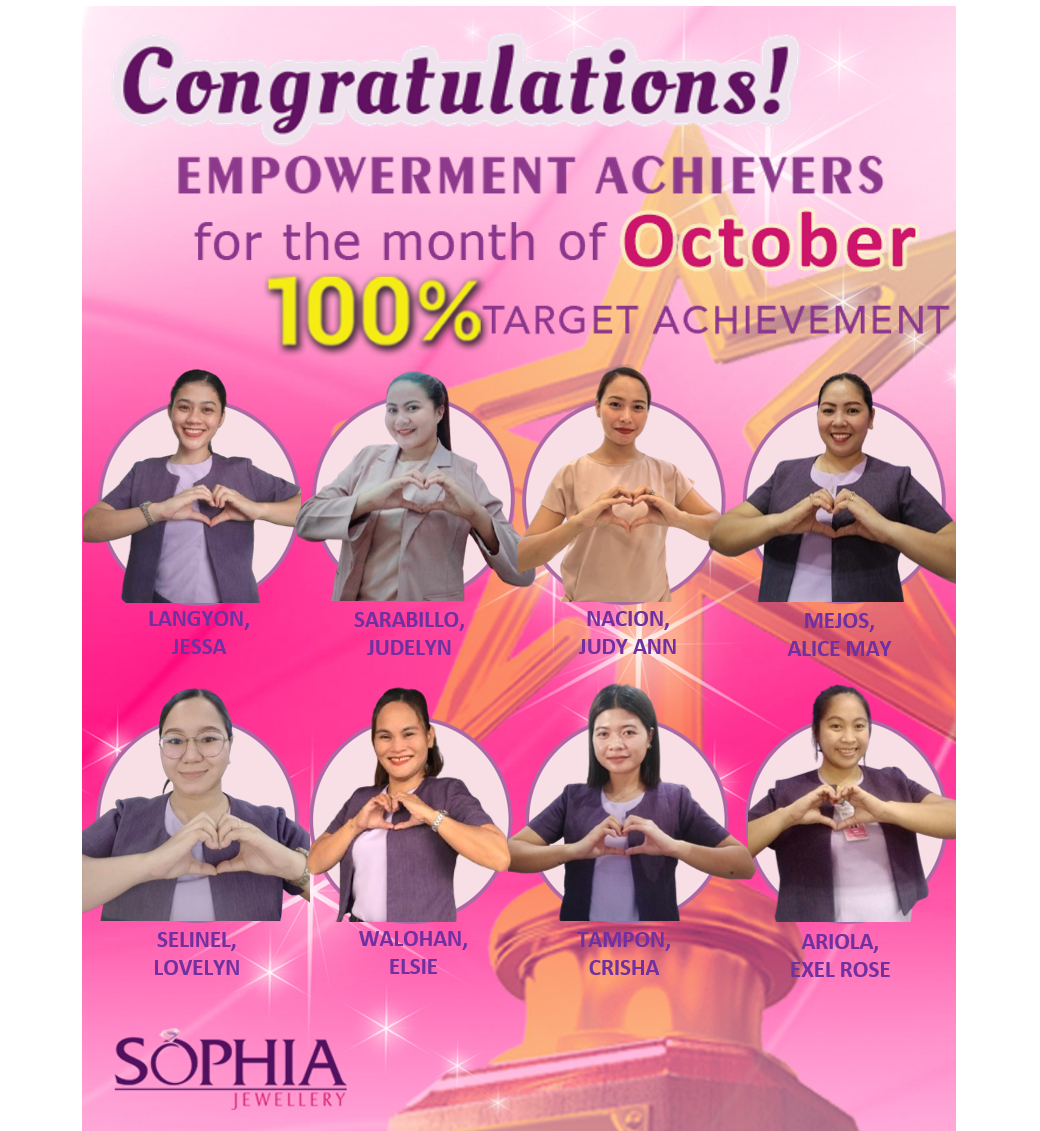 Congratulations!
EMPOWERMENT ACHIEVERS
for the month of October
100% TARGET ACHIEVEMENT
LANGYON,
JESSA
SARABILLO,
JUDELYN
NACION,
JUDY ANN
MEJOS,
ALICE MAY
SELINEL,
LOVELYN
WALOHAN,
ELSIE
TAMPON,
CRISHA
ARIOLA,
EXEL ROSE
SOPHIA
JEWELLERY